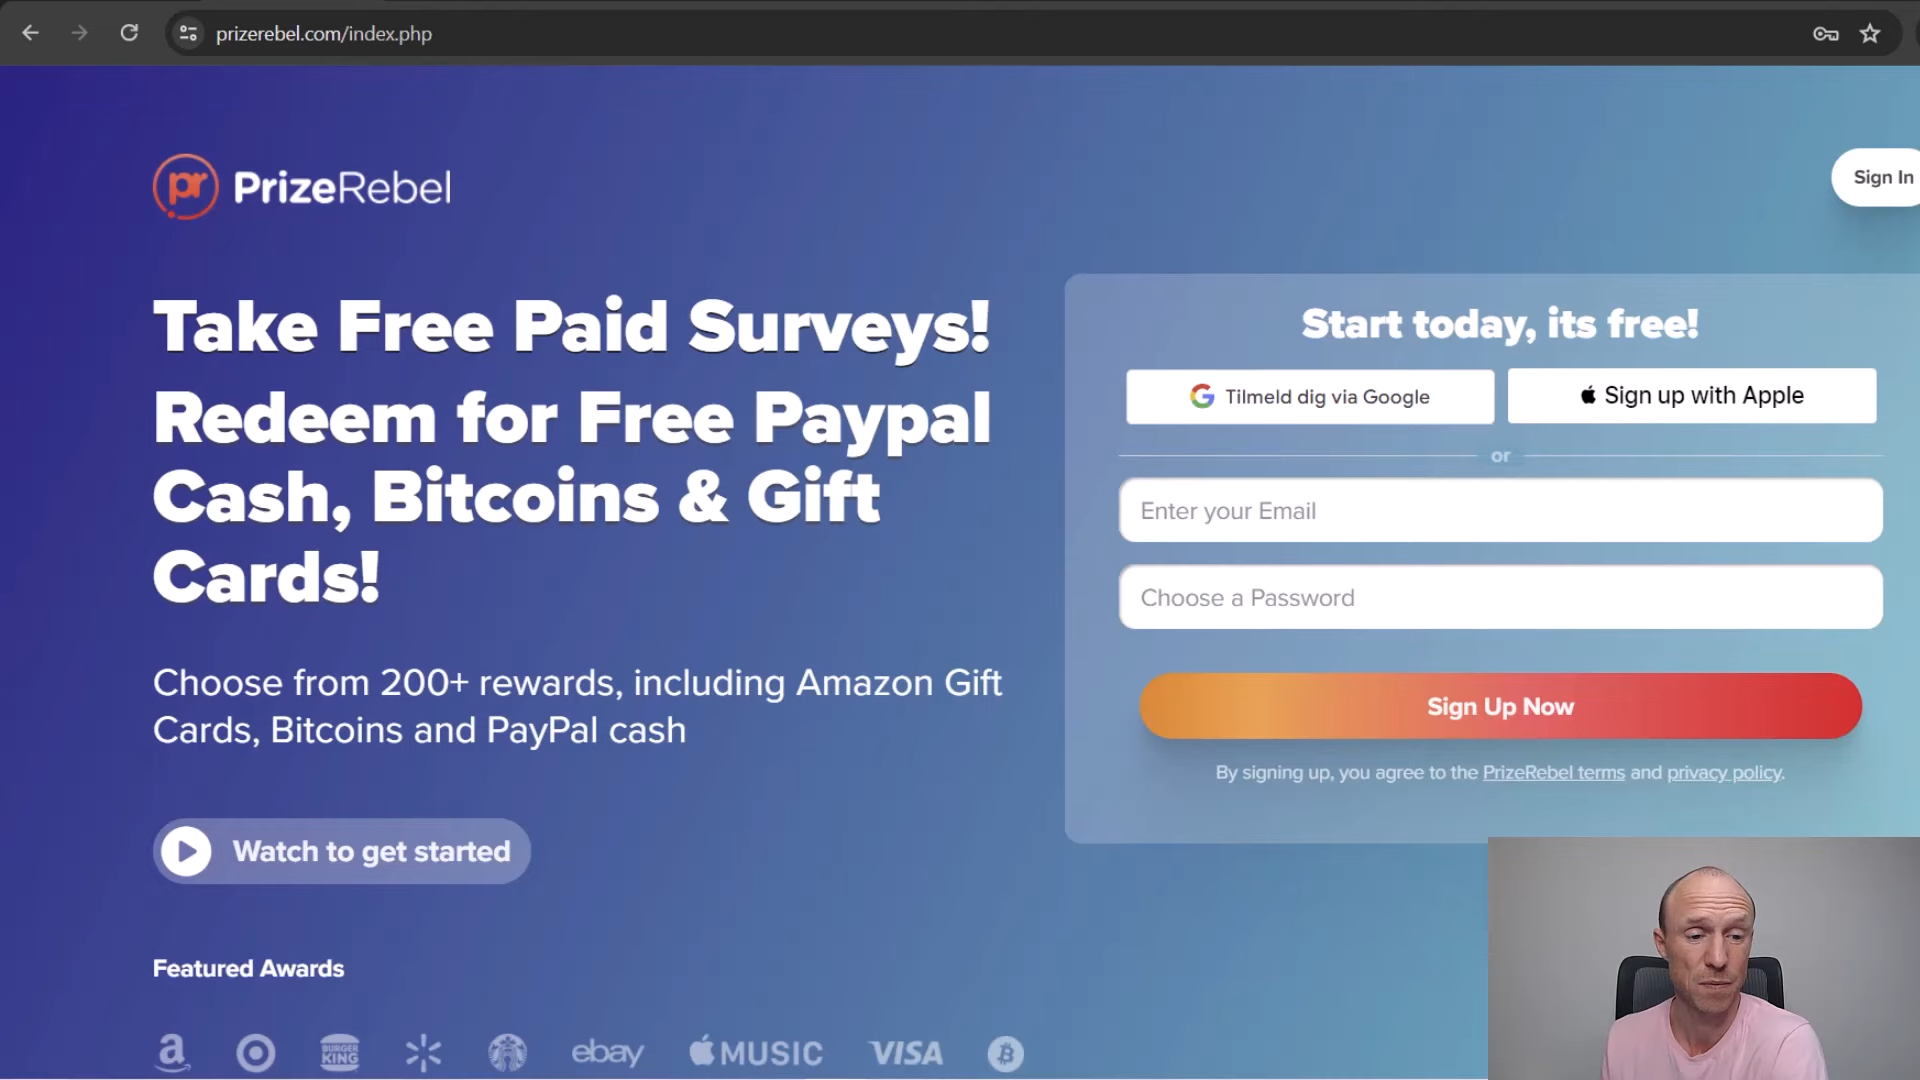 prizerebel.com/index.php
pr PrizeRebel
Sign In
Take Free Paid Surveys!
Redeem for Free Paypal
Cash, Bitcoins & Gift
Cards!
Choose from 200+ rewards, including Amazon Gift
Cards, Bitcoins and PayPal cash
Watch to get started
Featured Awards
a BURGER KING ebay MUSIC VISA B
Start today, its free!
G Tilmeld dig via Google
Sign up with Apple
or
Enter your Email
Choose a Password
Sign Up Now
By signing up, you agree to the PrizeRebel terms and privacy policy.